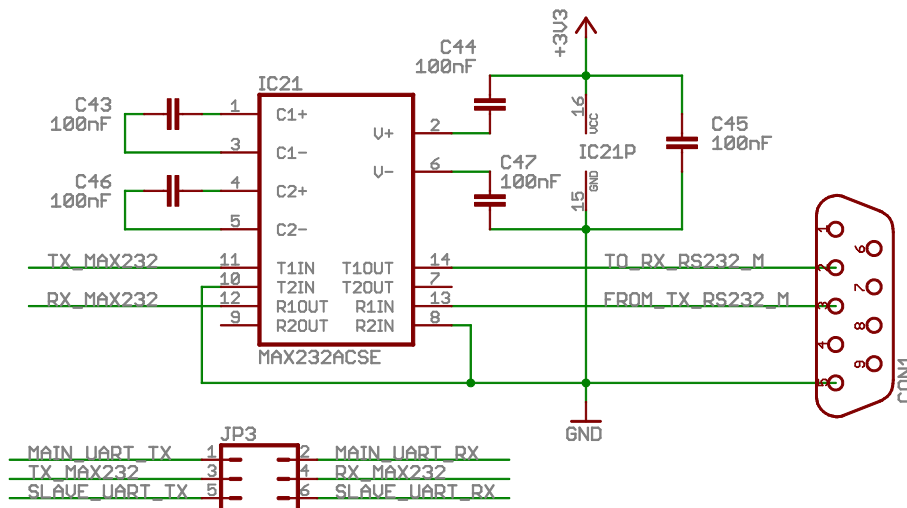 +3V3
C44
100nF
IC21
C43
100nF
1
C1+
3
C1-
C46
100nF
4
C2+
5
C2-
V+
2
V-
6
16
VCC
IC21P
GND
15
C45
100nF
C47
100nF
TX_MAX232
11
T1IN
T1OUT
14
TO_RX_RS232_M
10
T2IN
T2OUT
7
RX_MAX232
12
R1OUT
R1IN
13
FROM_TX_RS232_M
9
R2OUT
R2IN
8
MAX232ACSE
1
6
2
7
3
8
4
9
5
CON1
GND
JP3
MAIN_UART_TX
1
2
MAIN_UART_RX
TX_MAX232
3
4
RX_MAX232
SLAVE_UART_TX
5
6
SLAVE_UART_RX